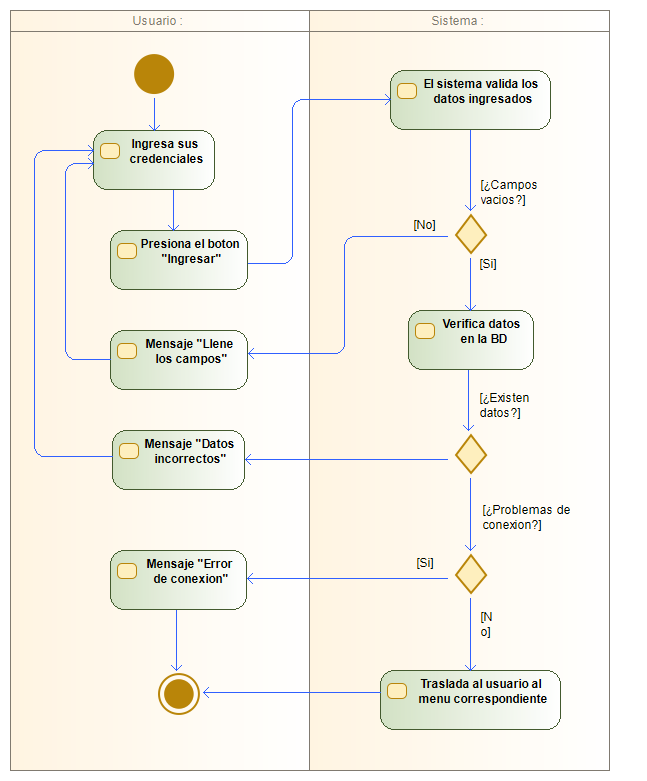 Usuario :
Sistema :
Ingresa sus
credenciales
El sistema valida los
datos ingresados
[¿Campos
vacios?]
Presiona el boton
"Ingresar"
[No]
[Si]
Mensaje "Llene
los campos"
Verifica datos
en la BD
[¿Existen
datos?]
Mensaje "Datos
incorrectos"
[¿Problemas de
conexion?]
Mensaje "Error
de conexion"
[Si]
[N
o]
Traslada al usuario al
menu correspondiente